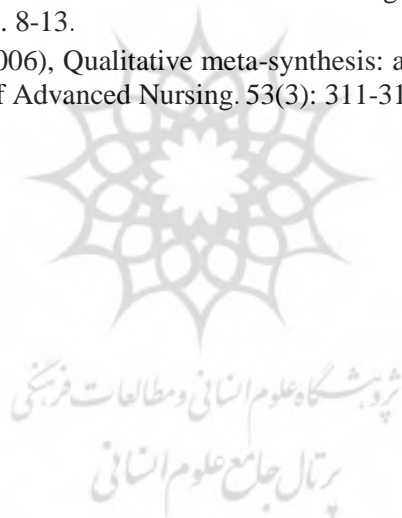 . 8-13.
006), Qualitative meta-synthesis: a
f Advanced Nursing. 53(3): 311-31
پژوهشگاه علوم انسانی و مطالعات فرهنگی
پرتال جامع علوم انسانی